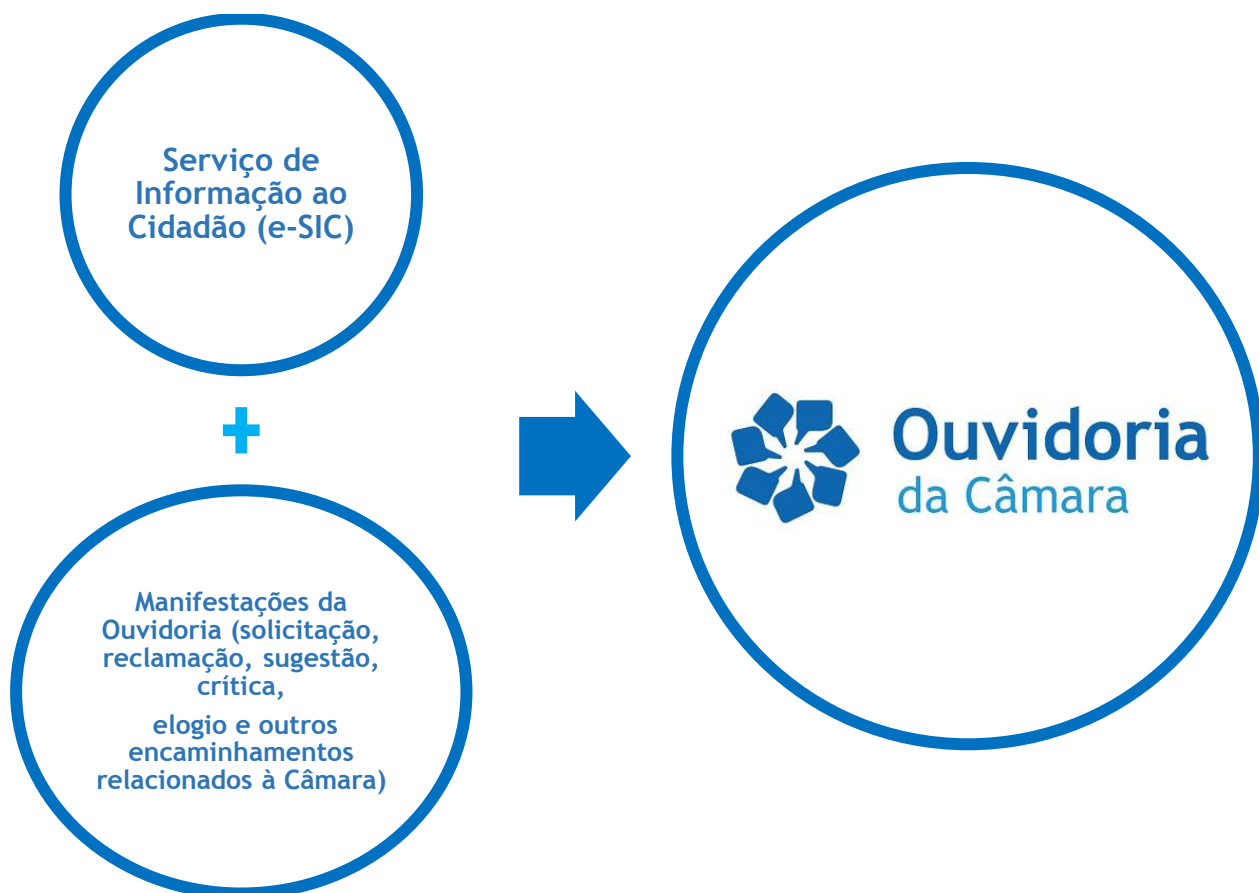 Serviço de
Informação ao
Cidadão (e-SIC)
Manifestações da
Ouvidoria (solicitação,
reclamação, sugestão,
crítica,
elogio e outros
encaminhamentos
relacionados à Câmara)
Ouvidoria
da Câmara